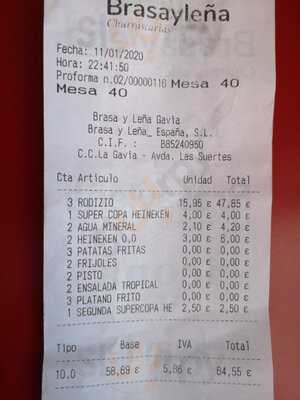 Brasayleña
Churrasquerías
Fecha: 11/01/2020
Hora: 22:41:50
Proforma n.02/00000116 Mesa 40
Mesa 40
Brasa y Leña Gavia
Brasa y Leña_ España, S.L.
C.I.F. : B85240950
C.C.La Gavia - Avda. Las Suertes
Cta Artículo Unidad Total
3 RODIZIO 15,95 € 47,85 €
1 SUPER COPA HEINEKEN 4,00 € 4,00 €
2 AGUA MINERAL 2,10 € 4,20 €
2 HEINEKEN 0,0 3,00 € 6,00 €
3 PATATAS FRITAS 0,00 € 0,00 €
2 FRIJOLES 0,00 € 0,00 €
2 PISTO 0,00 € 0,00 €
2 ENSALADA TROPICAL 0,00 € 0,00 €
3 PLATANO FRITO 0,00 € 0,00 €
1 SEGUNDA SUPERCOPA HE 2,50 € 2,50 €
Tipo Base IVA Total
10.0 58,69 € 5,86 € 64,55 €